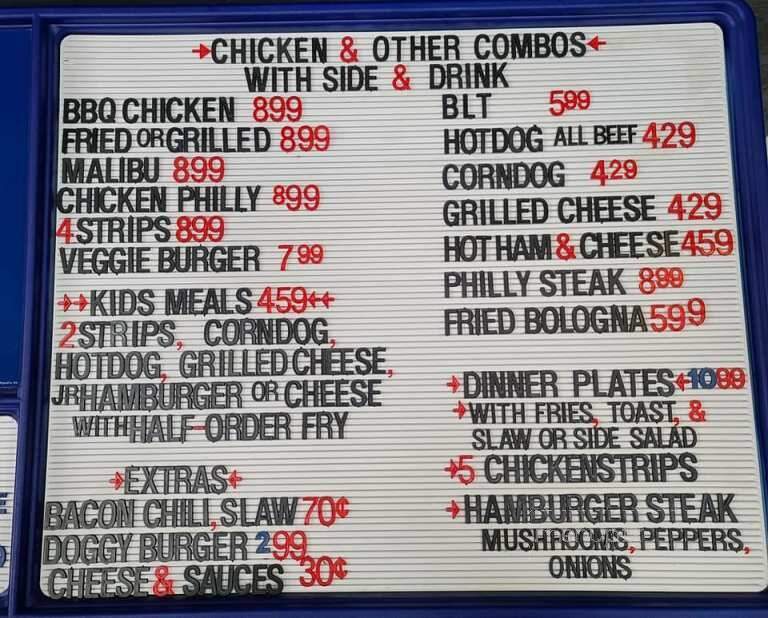 →CHICKEN & OTHER COMBOS←
WITH SIDE & DRINK
BBQ CHICKEN 899
FRIED OR GRILLED 899
MALIBU 899
CHICKEN PHILLY 899
4 STRIPS 899
VEGGIE BURGER 799
→→KIDS MEALS 459←←
2 STRIPS, CORNDOG,
HOTDOG, GRILLED CHEESE,
JR HAMBURGER OR CHEESE
WITH HALF-ORDER FRY
→EXTRAS←
BACON CHILI, SLAW 70¢
DOGGY BURGER 299
CHEESE & SAUCES 30¢
BLT 599
HOTDOG ALL BEEF 429
CORNDOG 429
GRILLED CHEESE 429
HOT HAM & CHEESE 459
PHILLY STEAK 899
FRIED BOLOGNA 599
→DINNER PLATES←1099
→WITH FRIES, TOAST, &
SLAW OR SIDE SALAD
→5 CHICKENSTRIPS
→HAMBURGER STEAK
MUSHROOMS, PEPPERS,
ONIONS